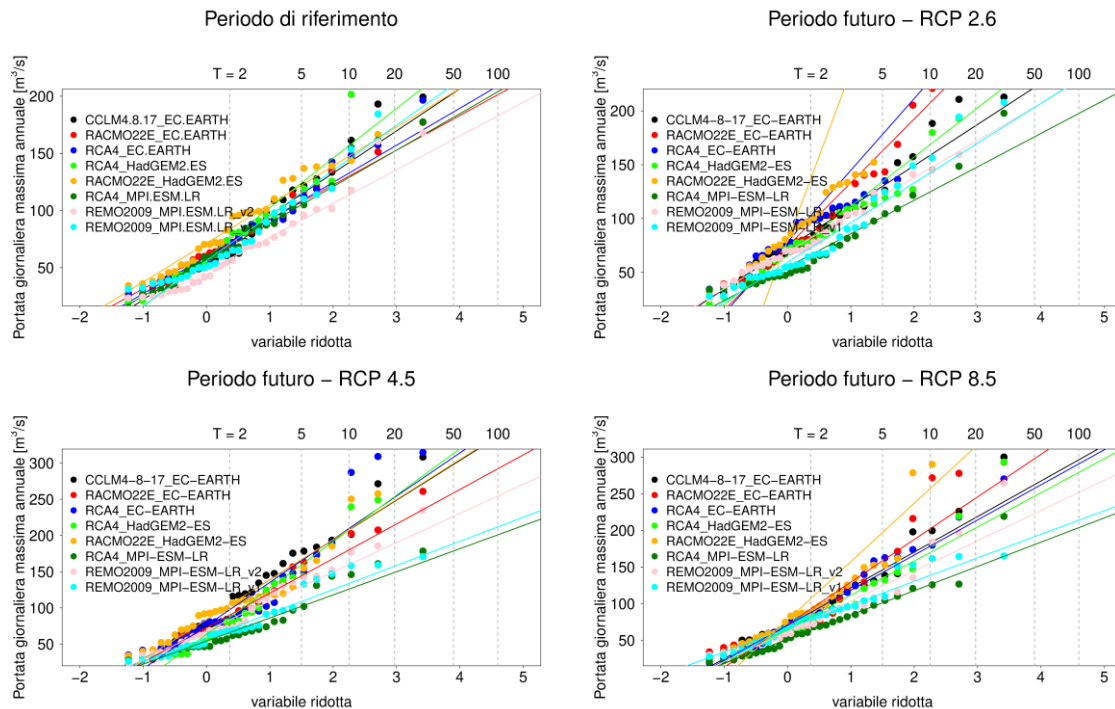 Periodo di riferimento
T = 2 5 10 20 50 100
Portata giornaliera massima annuale [m³/s]
200
150
100
50
CCLM4.8.17_EC.EARTH
RACMO22E_EC.EARTH
RCA4_EC.EARTH
RCA4_HadGEM2.ES
RACMO22E_HadGEM2.ES
RCA4_MPI.ESM.LR
REMO2009_MPI.ESM.LR_v2
REMO2009_MPI.ESM.LR_v1
−2 −1 0 1 2 3 4 5
variabile ridotta
Periodo futuro − RCP 2.6
T = 2 5 10 20 50 100
Portata giornaliera massima annuale [m³/s]
200
150
100
50
CCLM4−8−17_EC−EARTH
RACMO22E_EC−EARTH
RCA4_EC−EARTH
RCA4_HadGEM2−ES
RACMO22E_HadGEM2−ES
RCA4_MPI−ESM−LR
REMO2009_MPI−ESM−LR_v2
REMO2009_MPI−ESM−LR_v1
−2 −1 0 1 2 3 4 5
variabile ridotta
Periodo futuro − RCP 4.5
T = 2 5 10 20 50 100
Portata giornaliera massima annuale [m³/s]
300
250
200
150
100
50
CCLM4−8−17_EC−EARTH
RACMO22E_EC−EARTH
RCA4_EC−EARTH
RCA4_HadGEM2−ES
RACMO22E_HadGEM2−ES
RCA4_MPI−ESM−LR
REMO2009_MPI−ESM−LR_v2
REMO2009_MPI−ESM−LR_v1
−2 −1 0 1 2 3 4 5
variabile ridotta
Periodo futuro − RCP 8.5
T = 2 5 10 20 50 100
Portata giornaliera massima annuale [m³/s]
300
250
200
150
100
50
CCLM4−8−17_EC−EARTH
RACMO22E_EC−EARTH
RCA4_EC−EARTH
RCA4_HadGEM2−ES
RACMO22E_HadGEM2−ES
RCA4_MPI−ESM−LR
REMO2009_MPI−ESM−LR_v2
REMO2009_MPI−ESM−LR_v1
−2 −1 0 1 2 3 4 5
variabile ridotta